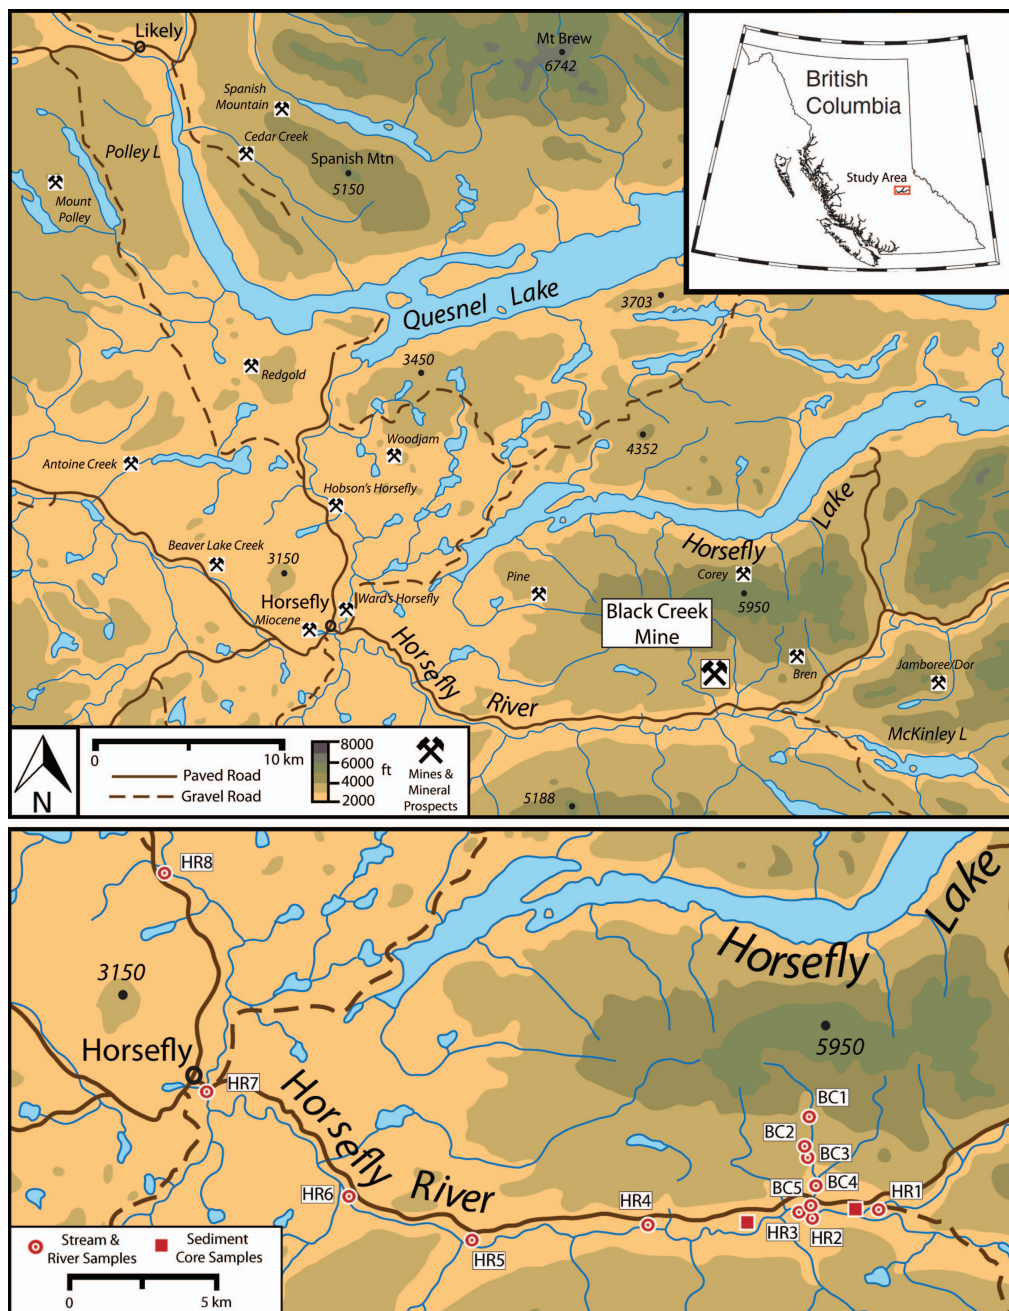 Likely
Mt Brew
6742
Spanish
Mountain
Cedar Creek
Polley L
Spanish Mtn
5150
Mount
Polley
British
Columbia
Study Area
Quesnel Lake
3703
3450
Redgold
4352
Woodjam
Antoine Creek
Hobson's Horsefly
Lake
Horsefly
Beaver Lake Creek
3150
Corey
5950
Pine
Horsefly
Ward's Horsefly
Miocene
Black Creek
Mine
Bren
Jamboree/Dor
Horsefly
River
McKinley L
5188
N
0
10 km
Paved Road
Gravel Road
8000
6000
4000
2000
ft
Mines &
Mineral
Prospects
HR8
Lake
Horsefly
3150
5950
Horsefly
HR7
Horsefly
River
BC1
BC2
BC3
BC4
BC5
HR1
HR6
HR4
HR3
HR2
HR5
Stream &
River Samples
Sediment
Core Samples
0
5 km